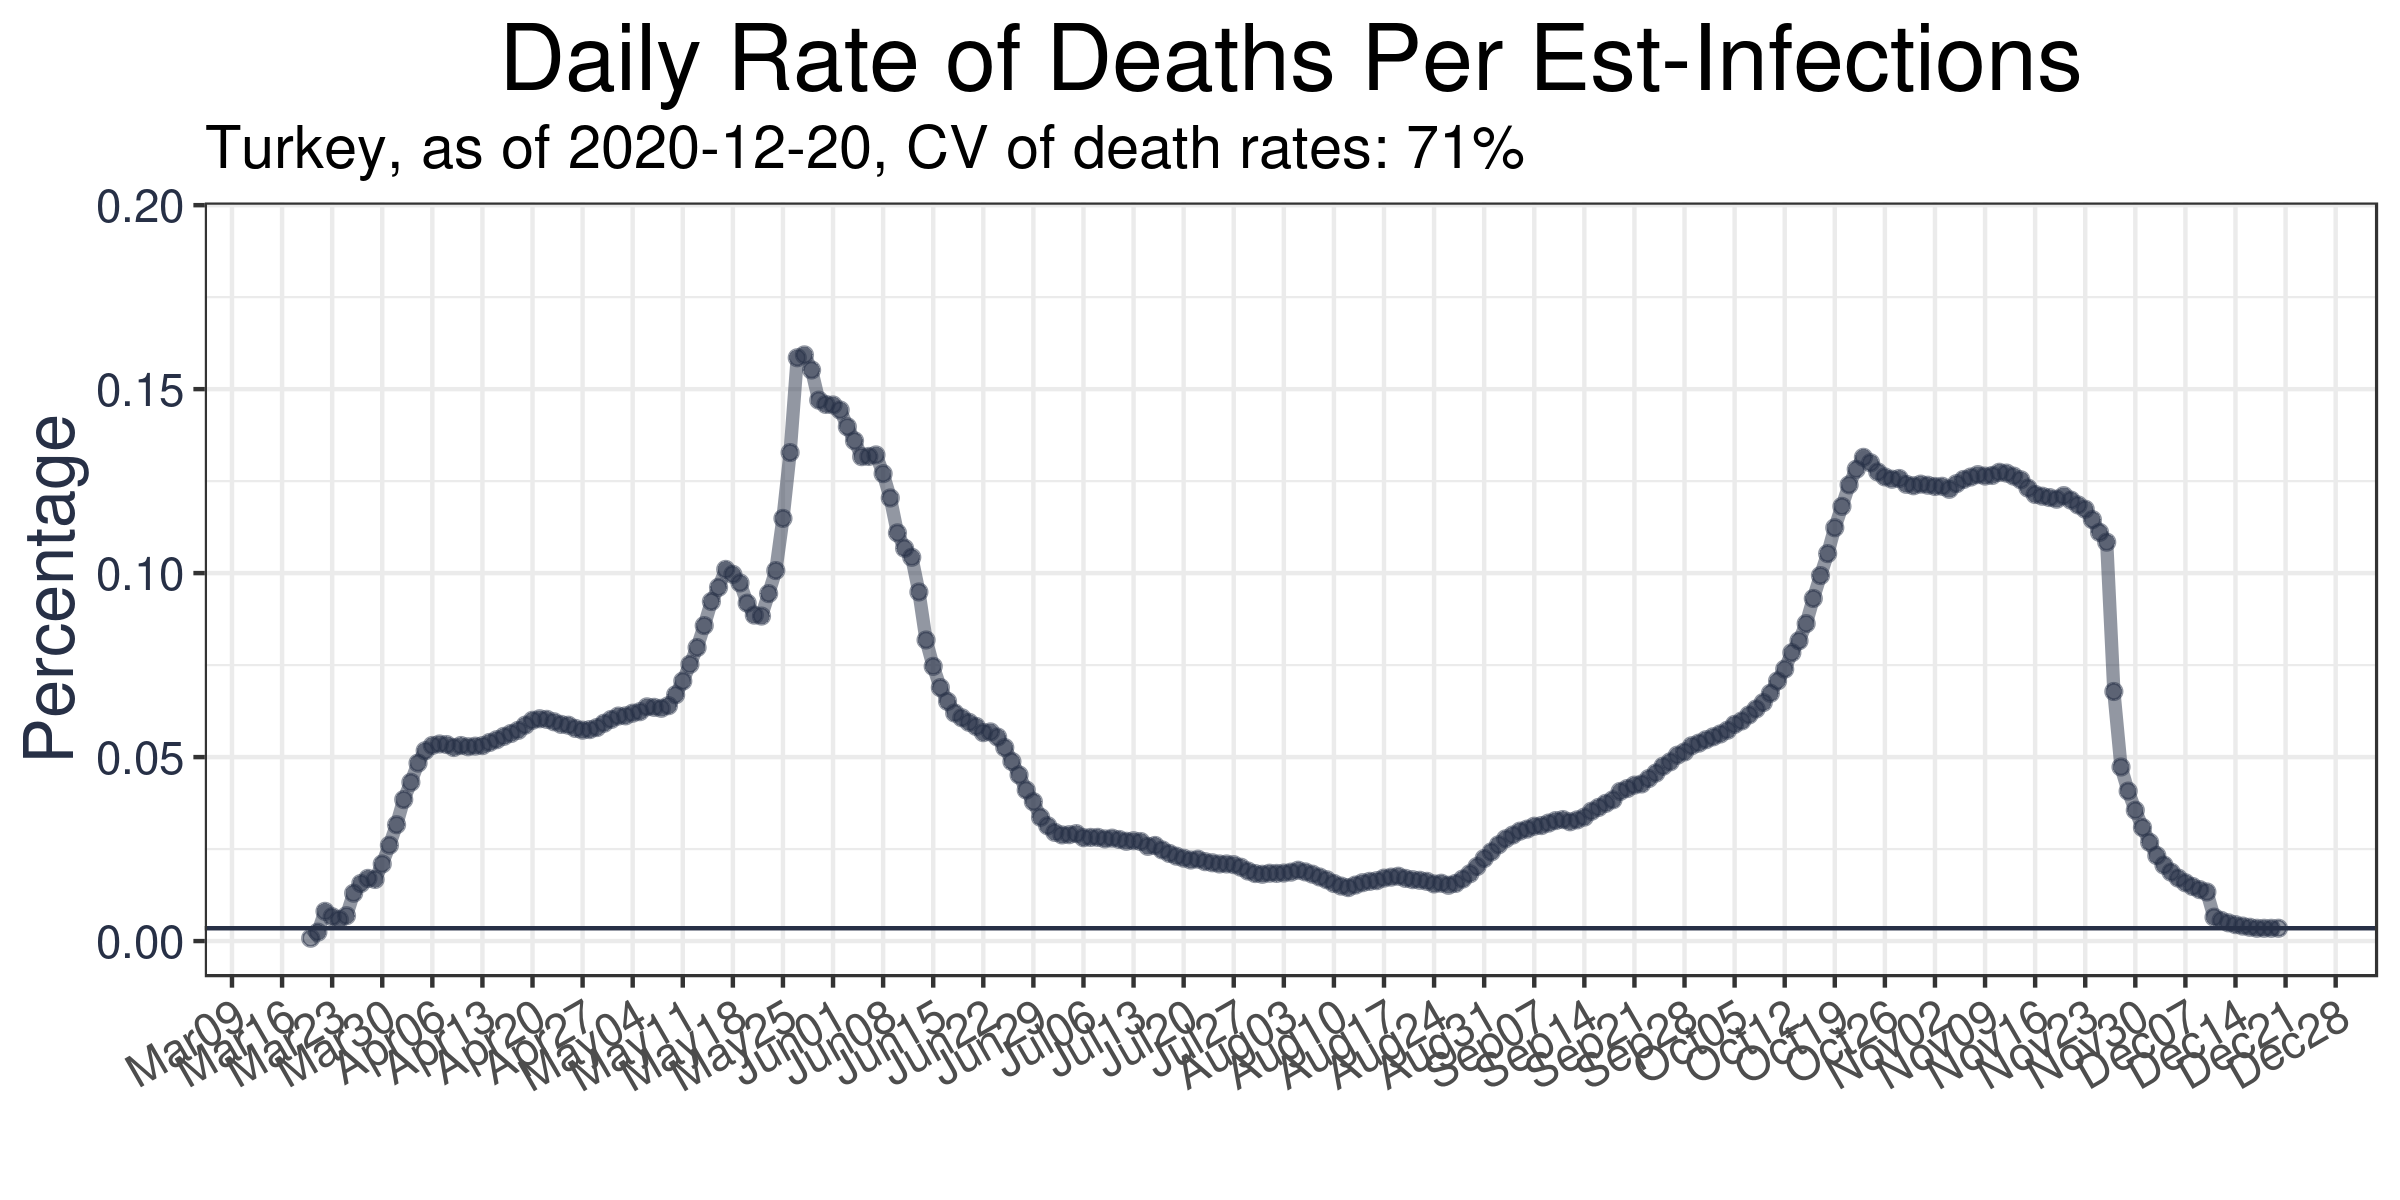 Daily Rate of Deaths Per Est-Infections
Turkey, as of 2020-12-20, CV of death rates: 71%
0.20
0.15
0.10
0.05
0.00
Percentage
Mar09
Mar16
Mar23
Mar30
Apr06
Apr13
Apr20
Apr27
May04
May11
May18
May25
Jun01
Jun08
Jun15
Jun22
Jun29
Jul06
Jul13
Jul20
Jul27
Aug03
Aug10
Aug17
Aug24
Aug31
Sep07
Sep14
Sep21
Sep28
Oct05
Oct12
Oct19
Oct26
Nov02
Nov09
Nov16
Nov23
Nov30
Dec07
Dec14
Dec21
Dec28